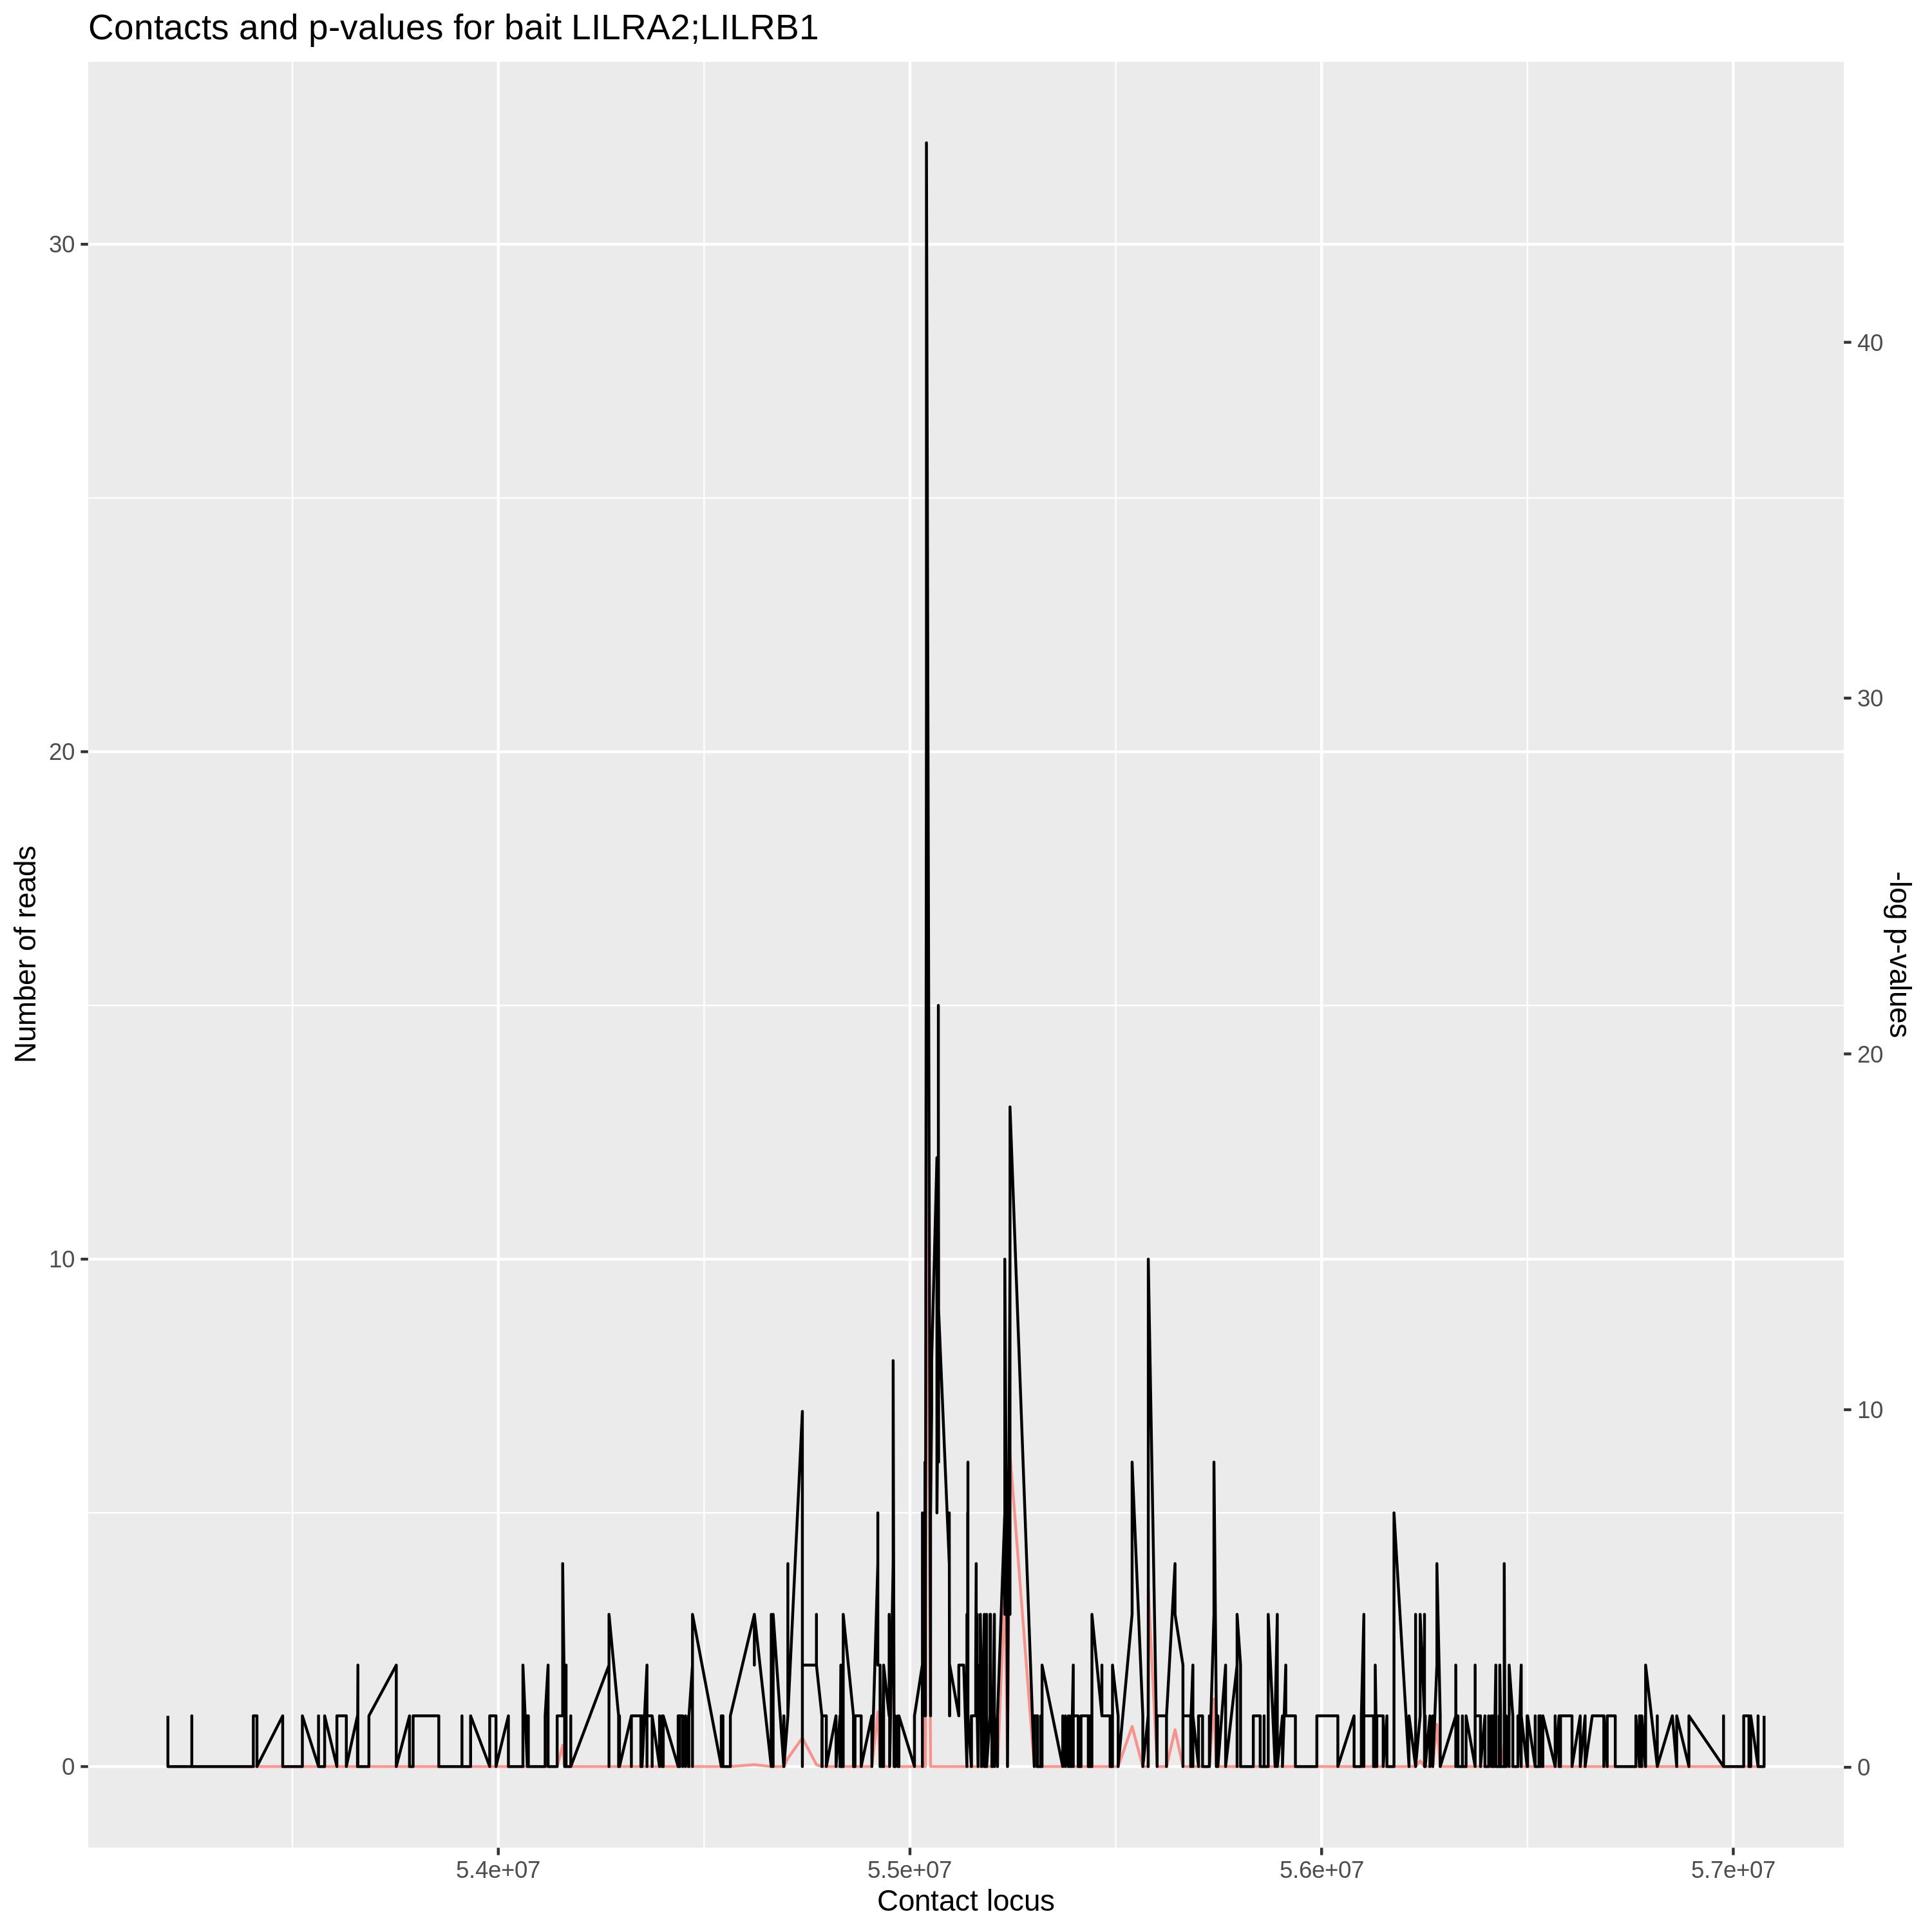 Contacts and p-values for bait LILRA2;LILRB1
Number of reads
30
20
10
0
40
30
20
10
0
-log p-values
5.4e+07
5.5e+07
5.6e+07
5.7e+07
Contact locus